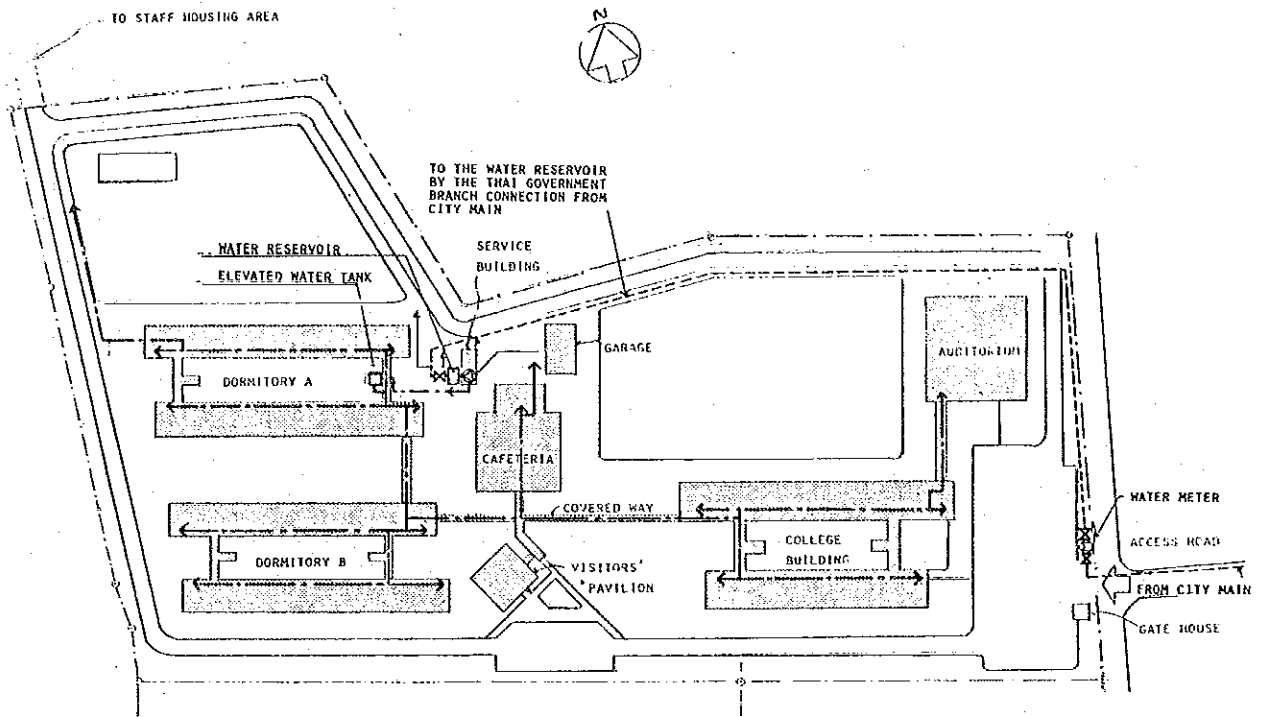 TO STAFF HOUSING AREA
N
TO THE WATER RESERVOIR
BY THE THAI GOVERNMENT
BRANCH CONNECTION FROM
CITY MAIN
WATER RESERVOIR
ELEVATED WATER TANK
SERVICE
BUILDING
GARAGE
AUDITORIUM
DORMITORY A
CAFETERIA
COVERED WAY
WATER METER
ACCESS ROAD
COLLEGE
BUILDING
DORMITORY B
VISITORS'
PAVILION
FROM CITY MAIN
GATE HOUSE